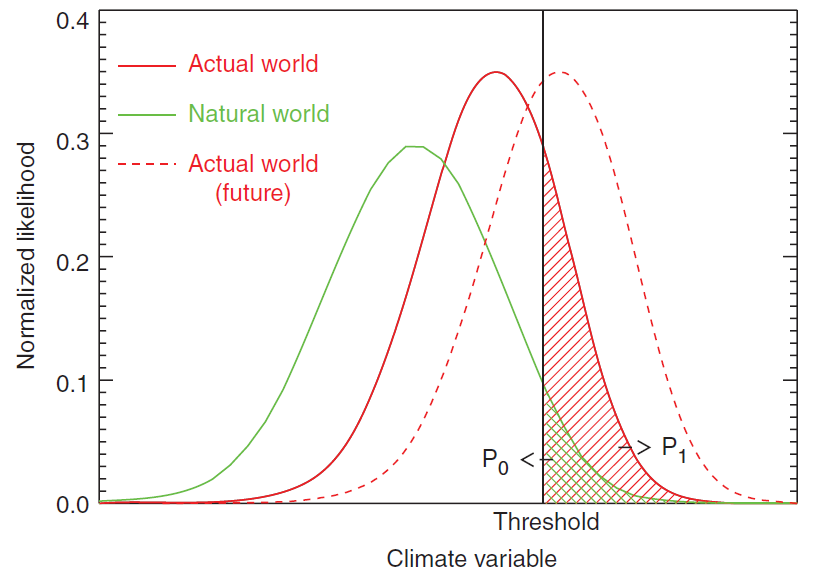 0.4
0.3
0.2
0.1
0.0
Normalized likelihood
Actual world
Natural world
Actual world
(future)
P0 <
> P1
Threshold
Climate variable